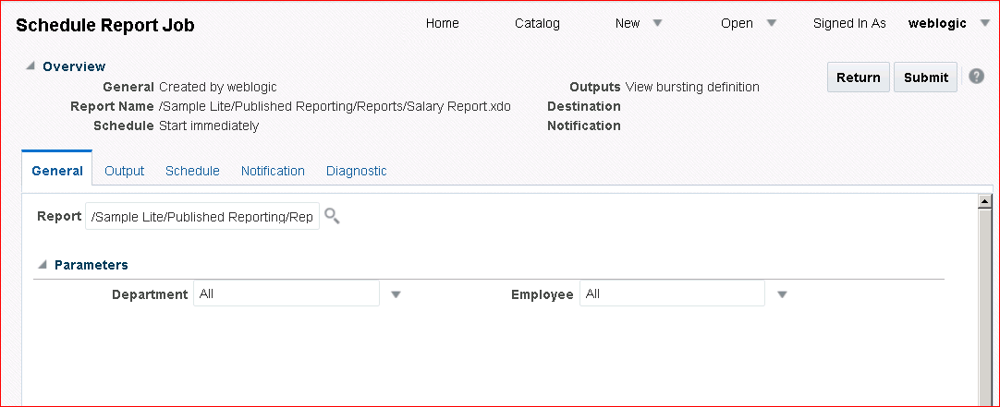 Schedule Report Job
Home Catalog New Open Signed In As weblogic
Overview
Return Submit ?
General Created by weblogic
Outputs View bursting definition
Report Name /Sample Lite/Published Reporting/Reports/Salary Report.xdo
Destination
Schedule Start immediately
Notification
General Output Schedule Notification Diagnostic
Report /Sample Lite/Published Reporting/Rep
Parameters
Department All Employee All